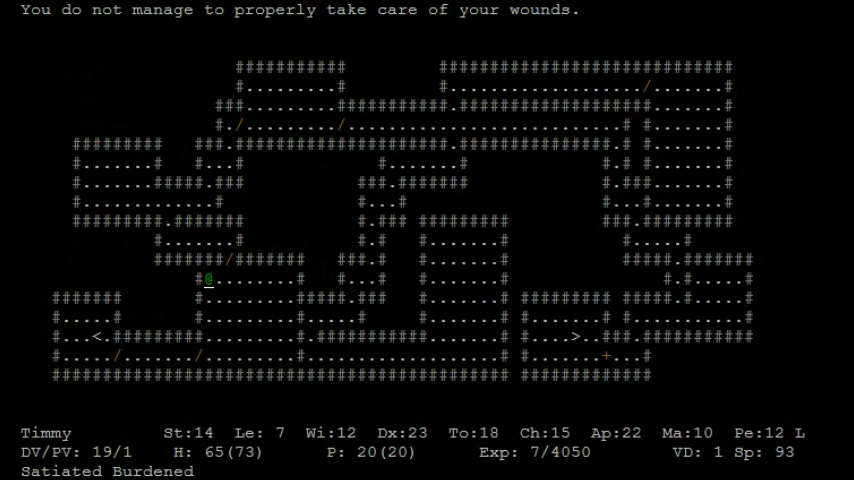 You do not manage to properly take care of your wounds.
Timmy St:14 Le: 7 Wi:12 Dx:23 To:18 Ch:15 Ap:22 Ma:10 Pe:12 L
DV/PV: 19/1 H: 65(73) P: 20(20) Exp: 7/4050 VD: 1 Sp: 93
Satiated Burdened